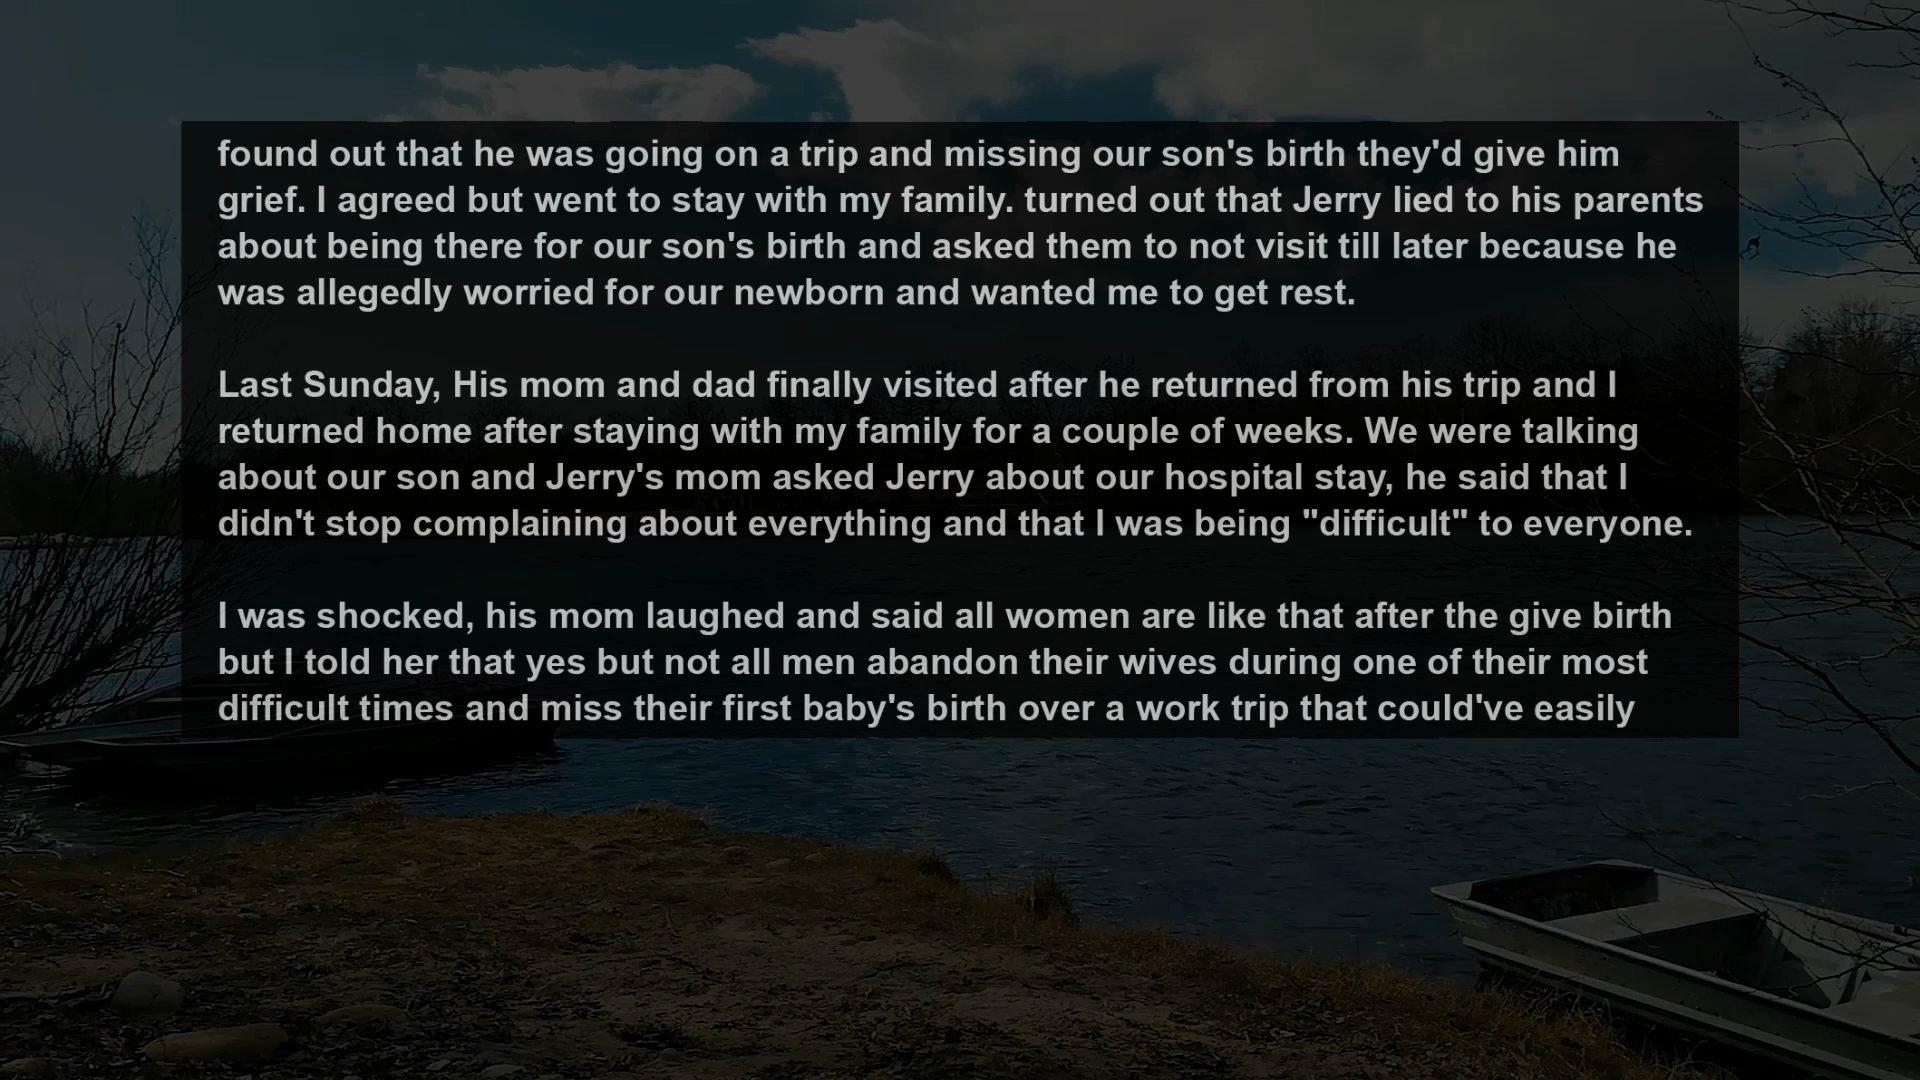 found out that he was going on a trip and missing our son's birth they'd give him
grief. I agreed but went to stay with my family. turned out that Jerry lied to his parents
about being there for our son's birth and asked them to not visit till later because he
was allegedly worried for our newborn and wanted me to get rest.
Last Sunday, His mom and dad finally visited after he returned from his trip and I
returned home after staying with my family for a couple of weeks. We were talking
about our son and Jerry's mom asked Jerry about our hospital stay, he said that I
didn't stop complaining about everything and that I was being "difficult" to everyone.
I was shocked, his mom laughed and said all women are like that after the give birth
but I told her that yes but not all men abandon their wives during one of their most
difficult times and miss their first baby's birth over a work trip that could've easily